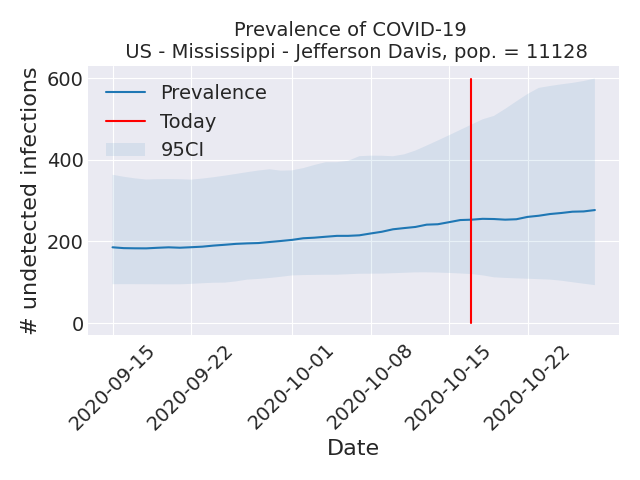 Prevalence of COVID-19
US - Mississippi - Jefferson Davis, pop. = 11128
# undetected infections
600
400
200
0
Prevalence
Today
95CI
2020-09-15
2020-09-22
2020-10-01
2020-10-08
2020-10-15
2020-10-22
Date